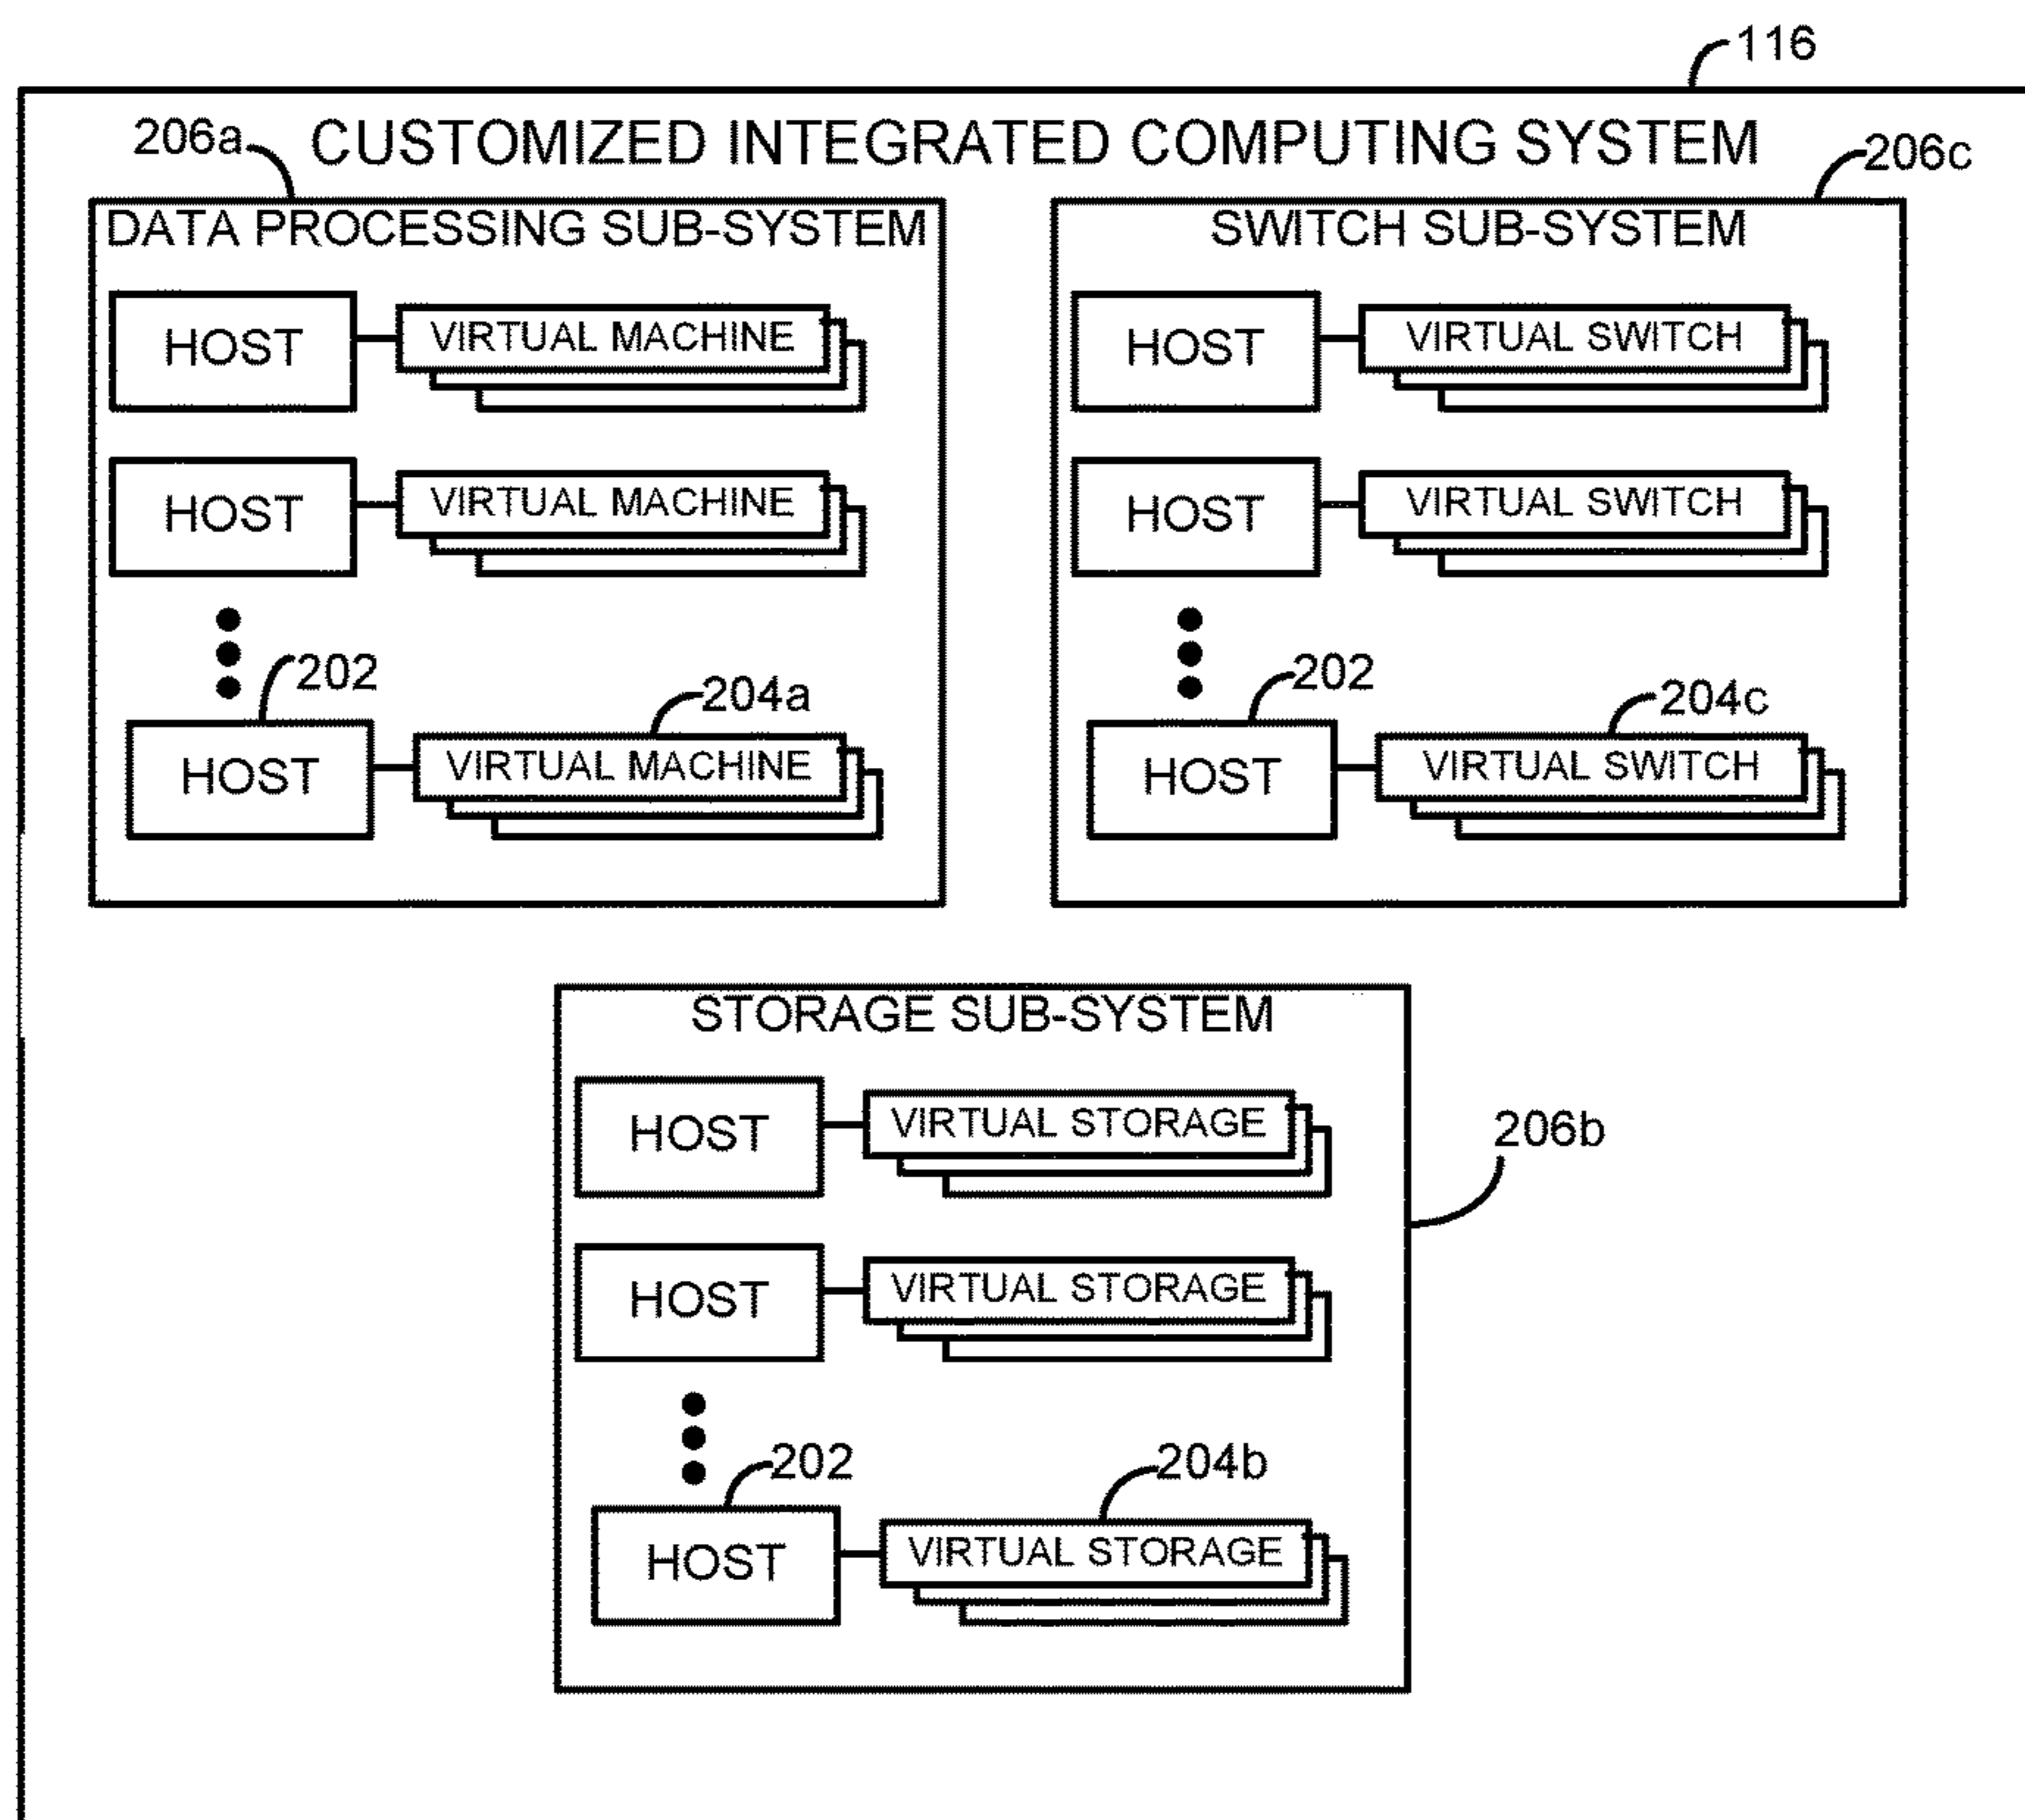 116
CUSTOMIZED INTEGRATED COMPUTING SYSTEM
206a
206c
DATA PROCESSING SUB-SYSTEM
HOST
VIRTUAL MACHINE
HOST
VIRTUAL MACHINE
202
204a
HOST
VIRTUAL MACHINE
SWITCH SUB-SYSTEM
HOST
VIRTUAL SWITCH
HOST
VIRTUAL SWITCH
202
204c
HOST
VIRTUAL SWITCH
STORAGE SUB-SYSTEM
206b
HOST
VIRTUAL STORAGE
HOST
VIRTUAL STORAGE
202
204b
HOST
VIRTUAL STORAGE